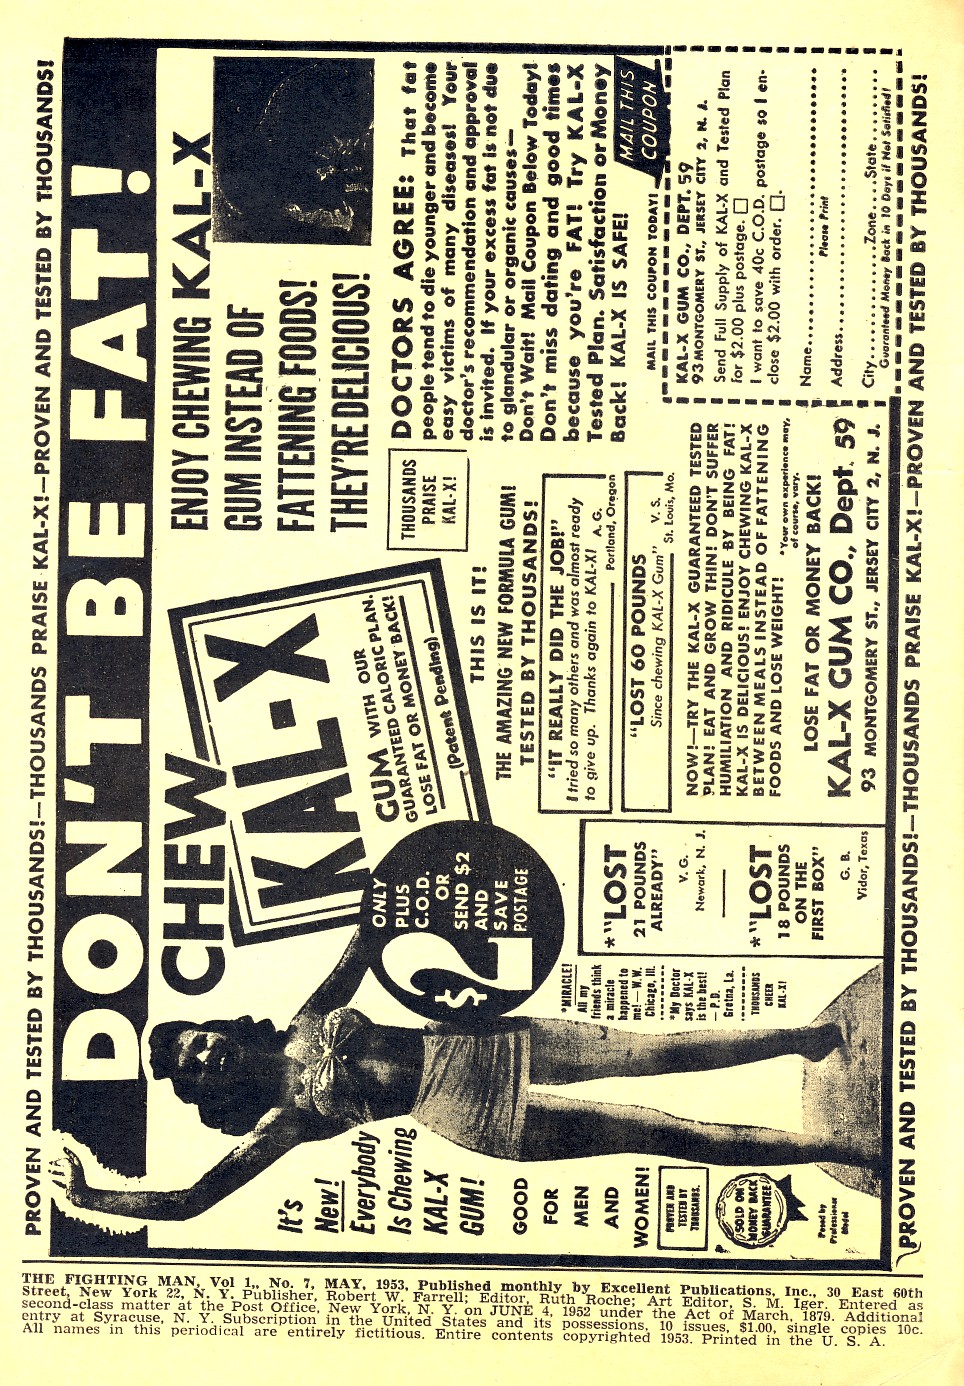 PROVEN AND TESTED BY THOUSANDS!—THOUSANDS PRAISE KAL-X!—PROVEN AND TESTED BY THOUSANDS!
DON'T BE FAT!
CHEW
KAL-X
GUM WITH OUR
GUARANTEED CALORIC PLAN.
LOSE FAT OR MONEY BACK!
(Patent Pending)
ONLY
$2
PLUS
C.O.D.
OR
SEND $2
AND
SAVE
POSTAGE
It's
New!
Everybody
Is Chewing
KAL-X
GUM!
GOOD
FOR
MEN
AND
WOMEN!
PROVEN AND
TESTED BY
THOUSANDS.
SOLD ON
MONEY BACK
GUARANTEE
Posed by
Professional
Model
ENJOY CHEWING KAL-X
GUM INSTEAD OF
FATTENING FOODS!
THEY'RE DELICIOUS!
THOUSANDS
PRAISE
KAL-X!
DOCTORS AGREE: That fat
people tend to die younger and become
easy victims of many diseases! Your
doctor's recommendation and approval
is invited. If your excess fat is not due
to glandular or organic causes—
Don't Wait! Mail Coupon Below Today!
Don't miss dating and good times
because you're FAT! Try KAL-X
Tested Plan. Satisfaction or Money
Back! KAL-X IS SAFE!
THIS IS IT!
THE AMAZING NEW FORMULA GUM!
TESTED BY THOUSANDS!
"IT REALLY DID THE JOB!"
I tried so many others and was almost ready
to give up. Thanks again to KAL-X! A. G.
Portland, Oregon
"LOST 60 POUNDS
Since chewing KAL-X Gum" V. S.
St. Louis, Mo.
*MIRACLE!
All my
friends think
a miracle
happened to
me! — W.W.
Chicago, Ill.
*My Doctor
says KAL-X
is the best!
— P.D.
Gretna, La.
THOUSANDS
CHEER
KAL-X!
*"LOST
21 POUNDS
ALREADY"
V. G.
Newark, N. J.
*"LOST
18 POUNDS
ON THE
FIRST BOX"
G. B.
Vidor, Texas
NOW!—TRY THE KAL-X GUARANTEED TESTED
PLAN! EAT AND GROW THIN! DON'T SUFFER
HUMILIATION AND RIDICULE BY BEING FAT!
KAL-X IS DELICIOUS! ENJOY CHEWING KAL-X
BETWEEN MEALS INSTEAD OF FATTENING
FOODS AND LOSE WEIGHT!
*Your own experience may,
of course, vary.
LOSE FAT OR MONEY BACK!
KAL-X GUM CO., Dept. 59
93 MONTGOMERY ST., JERSEY CITY 2, N. J.
MAIL THIS
COUPON
MAIL THIS COUPON TODAY!
KAL-X GUM CO., DEPT. 59
93 MONTGOMERY ST., JERSEY CITY 2, N. J.
Send Full Supply of KAL-X and Tested Plan
for $2.00 plus postage.
I want to save 40c C.O.D. postage so I en-
close $2.00 with order.
Name
Please Print
Address
City Zone State
Guaranteed Money Back in 10 Days if Not Satisfied!
PROVEN AND TESTED BY THOUSANDS!—THOUSANDS PRAISE KAL-X!—PROVEN AND TESTED BY THOUSANDS!
THE FIGHTING MAN, Vol 1,, No. 7, MAY, 1953, Published monthly by Excellent Publications, Inc., 30 East 60th
Street, New York 22, N. Y. Publisher, Robert W. Farrell; Editor, Ruth Roche; Art Editor, S. M. Iger. Entered as
second-class matter at the Post Office, New York, N. Y. on JUNE 4, 1952 under the Act of March, 1879. Additional
entry at Syracuse, N. Y. Subscription in the United States and its possessions, 10 issues, $1.00, single copies 10c.
All names in this periodical are entirely fictitious. Entire contents copyrighted 1953. Printed in the U. S. A.